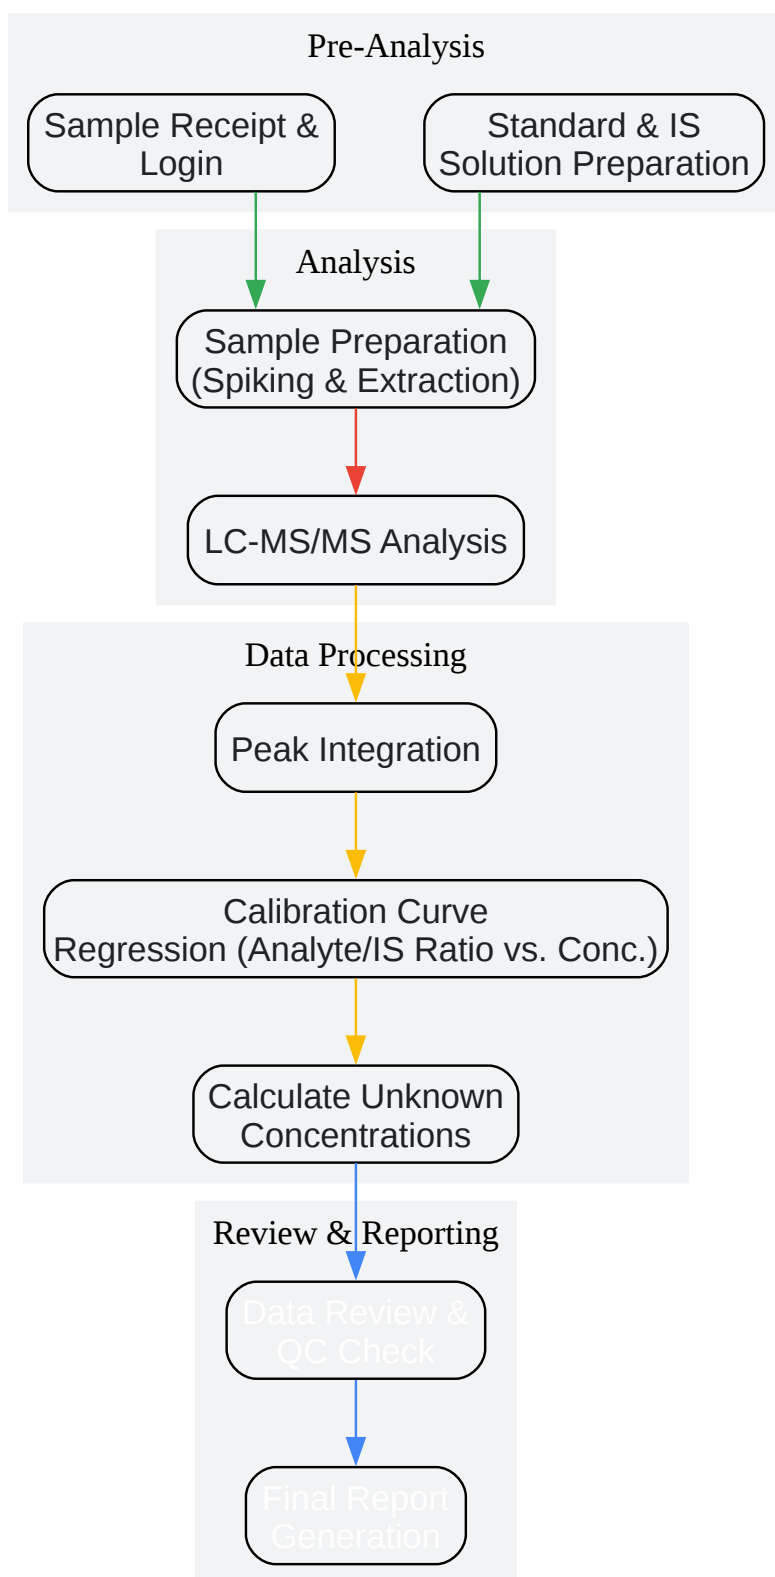 Pre-Analysis
Sample Receipt &
Login
Standard & IS
Solution Preparation
Analysis
Sample Preparation
(Spiking & Extraction)
LC-MS/MS Analysis
Data Processing
Peak Integration
Calibration Curve
Regression (Analyte/IS Ratio vs. Conc.)
Calculate Unknown
Concentrations
Review & Reporting
Data Review &
QC Check
Final Report
Generation